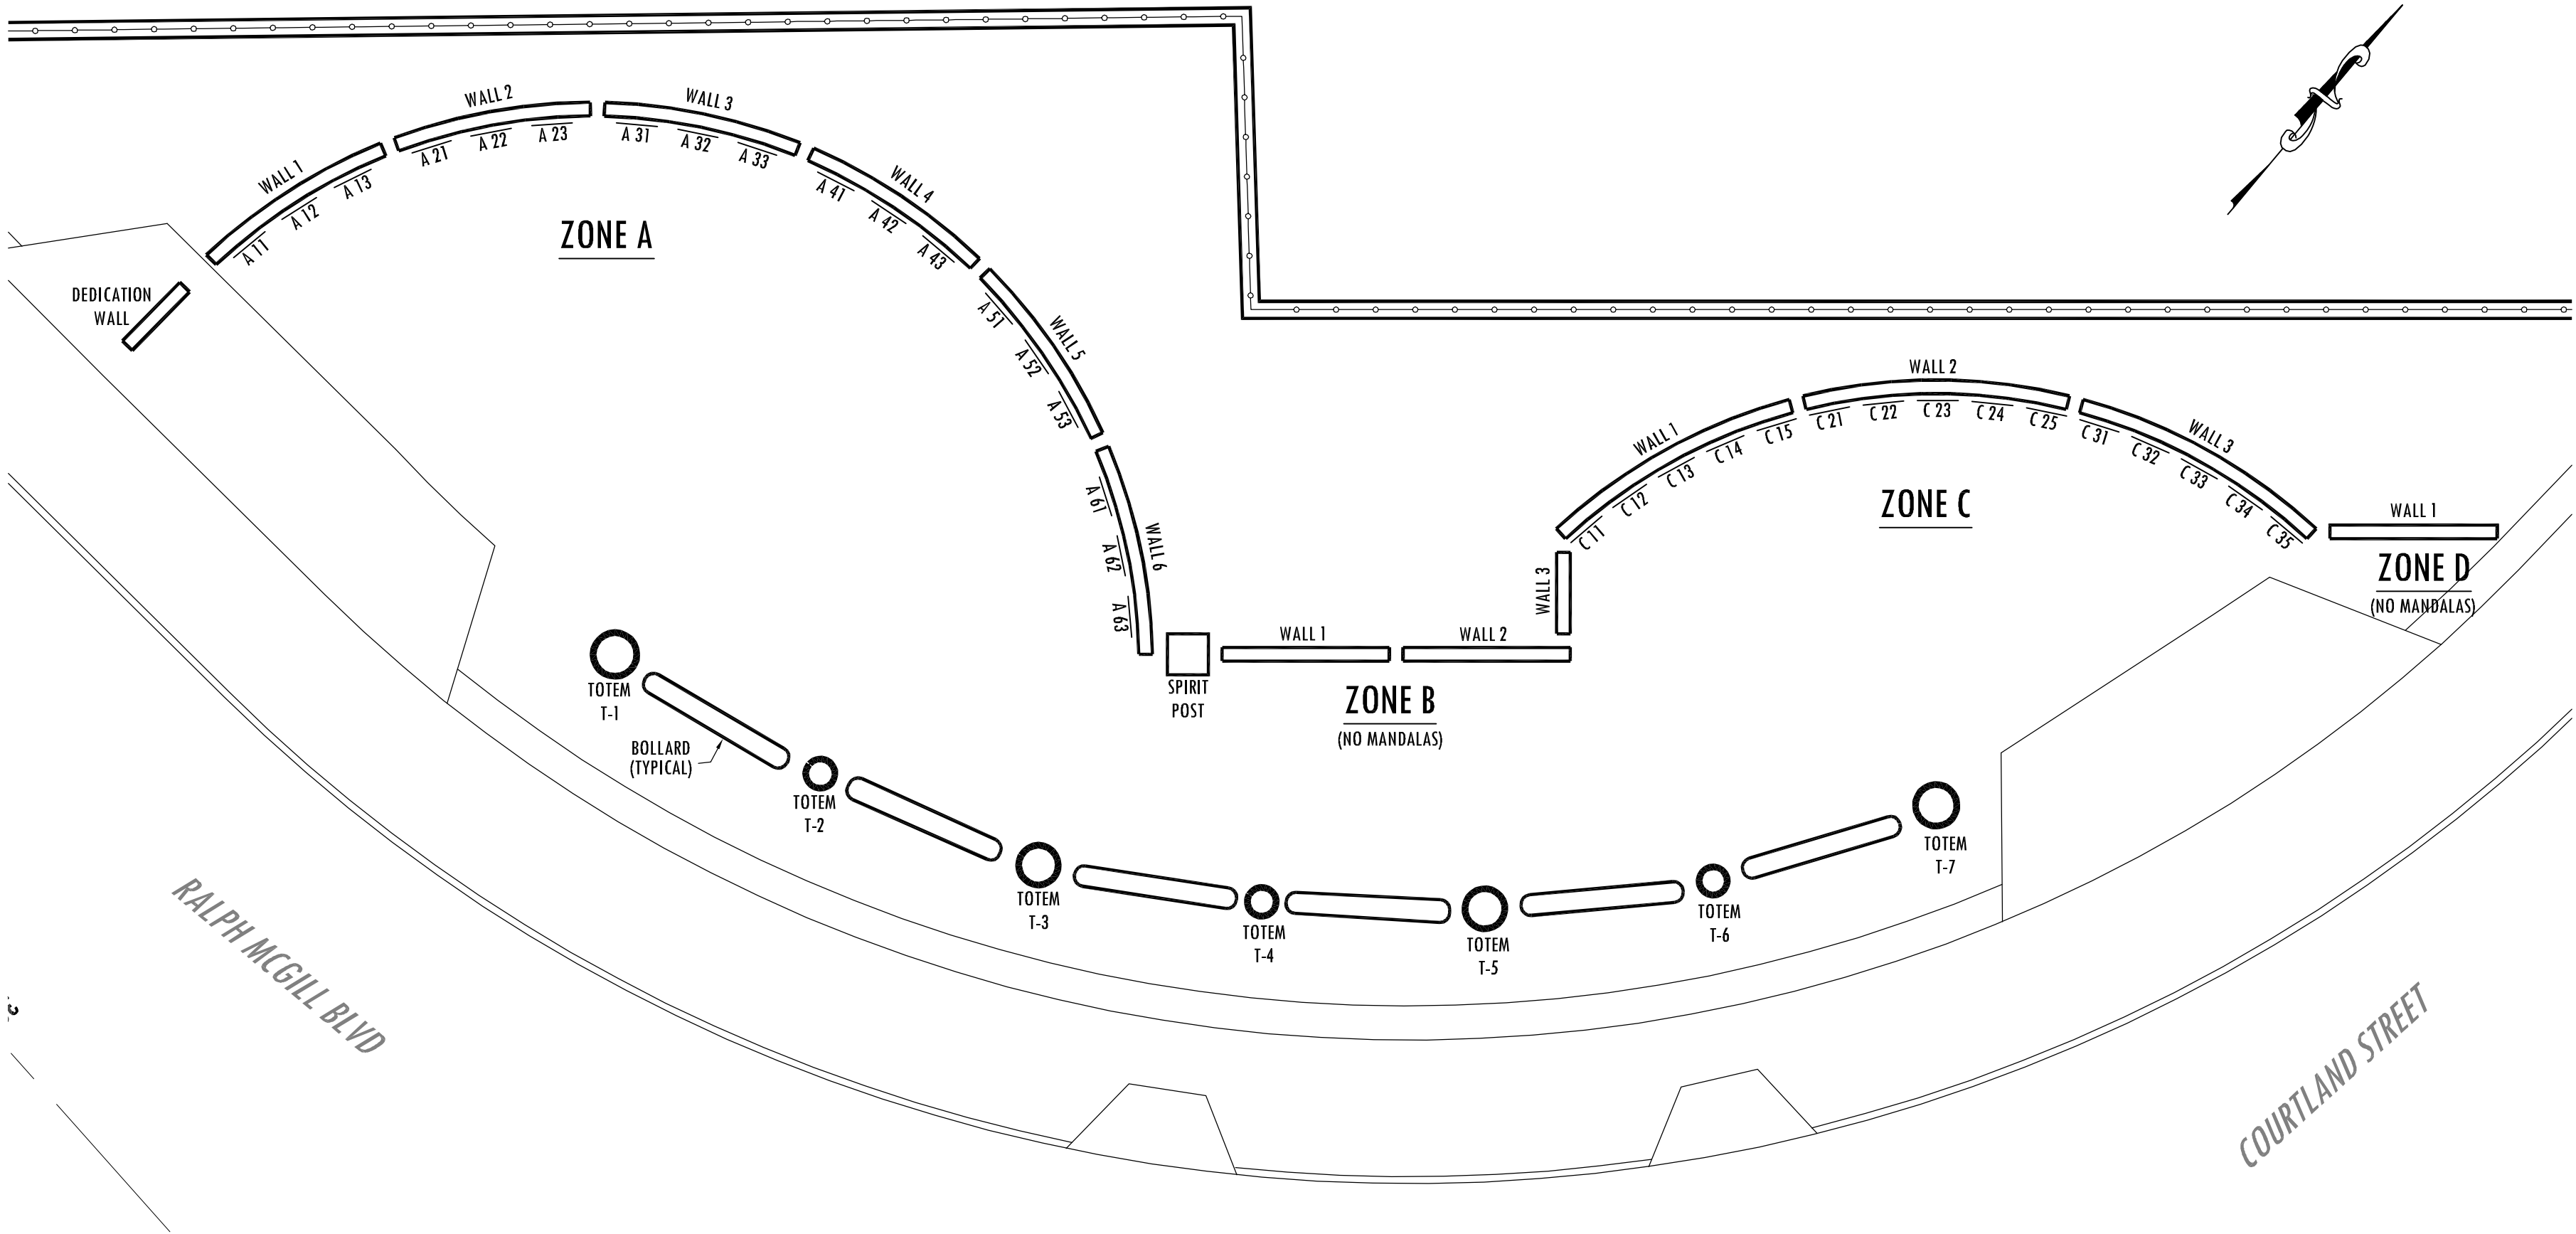 WALL 1
WALL 2
WALL 3
WALL 4
WALL 5
WALL 6
A 11
A 12
A 13
A 21
A 22
A 23
A 31
A 32
A 33
A 41
A 42
A 43
A 51
A 52
A 53
A 61
A 62
A 63
ZONE A
DEDICATION
WALL
SPIRIT
POST
WALL 1
WALL 2
WALL 3
ZONE B
(NO MANDALAS)
WALL 1
WALL 2
WALL 3
C 11
C 12
C 13
C 14
C 15
C 21
C 22
C 23
C 24
C 25
C 31
C 32
C 33
C 34
C 35
ZONE C
WALL 1
ZONE D
(NO MANDALAS)
TOTEM
T-1
BOLLARD
(TYPICAL)
TOTEM
T-2
TOTEM
T-3
TOTEM
T-4
TOTEM
T-5
TOTEM
T-6
TOTEM
T-7
RALPH MCGILL BLVD
COURTLAND STREET